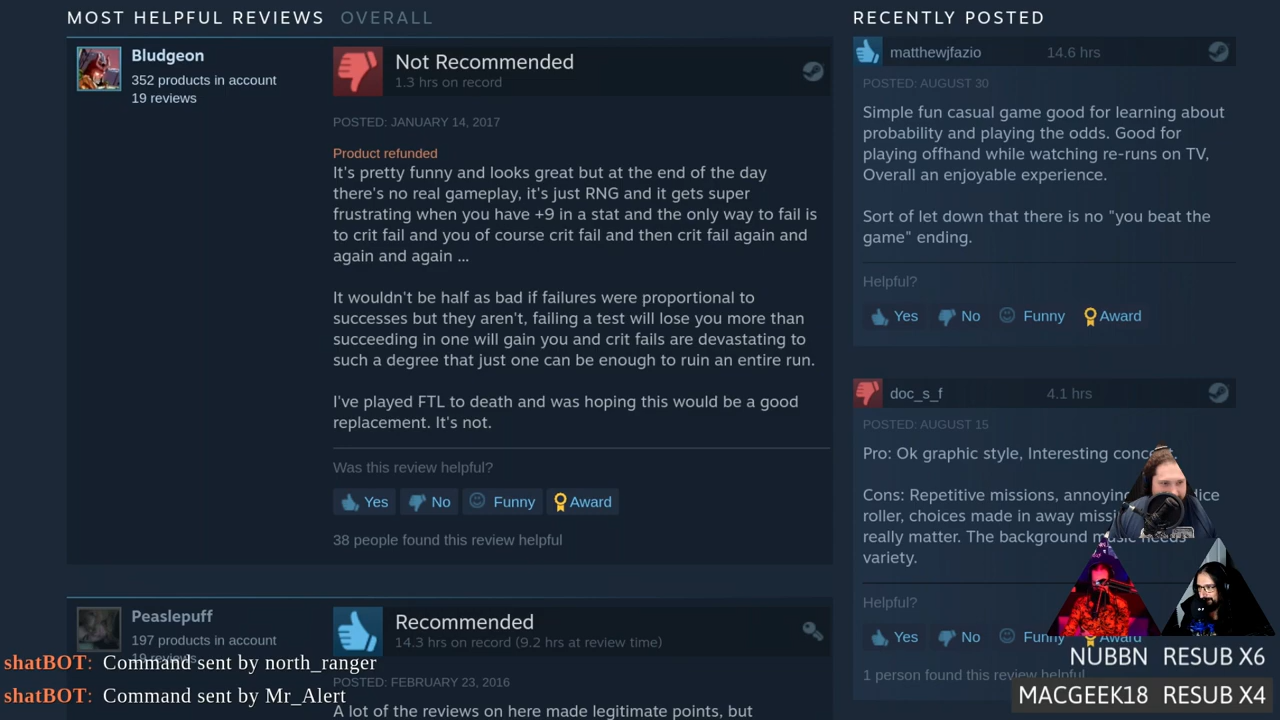 MOST HELPFUL REVIEWS OVERALL
Bludgeon
352 products in account
19 reviews
Not Recommended
1.3 hrs on record
POSTED: JANUARY 14, 2017
Product refunded
It's pretty funny and looks great but at the end of the day
there's no real gameplay, it's just RNG and it gets super
frustrating when you have +9 in a stat and the only way to fail is
to crit fail and you of course crit fail and then crit fail again and
again and again ...
It wouldn't be half as bad if failures were proportional to
successes but they aren't, failing a test will lose you more than
succeeding in one will gain you and crit fails are devastating to
such a degree that just one can be enough to ruin an entire run.
I've played FTL to death and was hoping this would be a good
replacement. It's not.
Was this review helpful?
Yes No Funny Award
38 people found this review helpful
Peaslepuff
197 products in account
19 reviews
Recommended
14.3 hrs on record (9.2 hrs at review time)
POSTED: FEBRUARY 23, 2016
A lot of the reviews on here made legitimate points, but
RECENTLY POSTED
matthewjfazio 14.6 hrs
POSTED: AUGUST 30
Simple fun casual game good for learning about
probability and playing the odds. Good for
playing offhand while watching re-runs on TV,
Overall an enjoyable experience.
Sort of let down that there is no "you beat the
game" ending.
Helpful?
Yes No Funny Award
doc_s_f 4.1 hrs
POSTED: AUGUST 15
Pro: Ok graphic style, Interesting
Cons: Repetitive missions, annoying
roller, choices made in away
really matter. The background music needs
variety.
Helpful?
Yes No Funny Award
1 person found this review helpful
shatBOT: Command sent by north_ranger
shatBOT: Command sent by Mr_Alert
NUBBN RESUB X6
MACGEEK18 RESUB X4